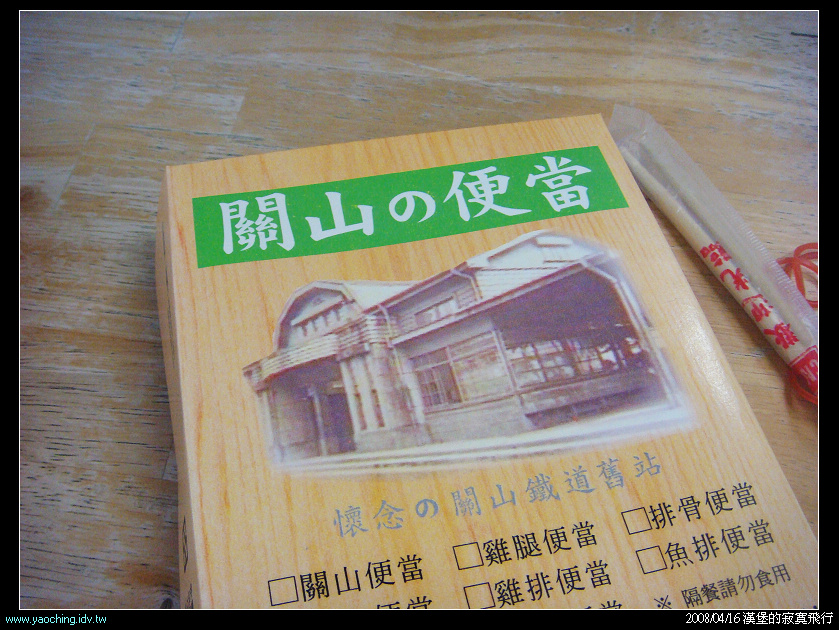 關山の便當
懷念の關山鐵道舊站
□關山便當 □雞腿便當 □排骨便當
□雞排便當 □魚排便當
※ 隔餐請勿食用
www.yaoching.idv.tw
2008/04/16 漢堡的寂寞飛行